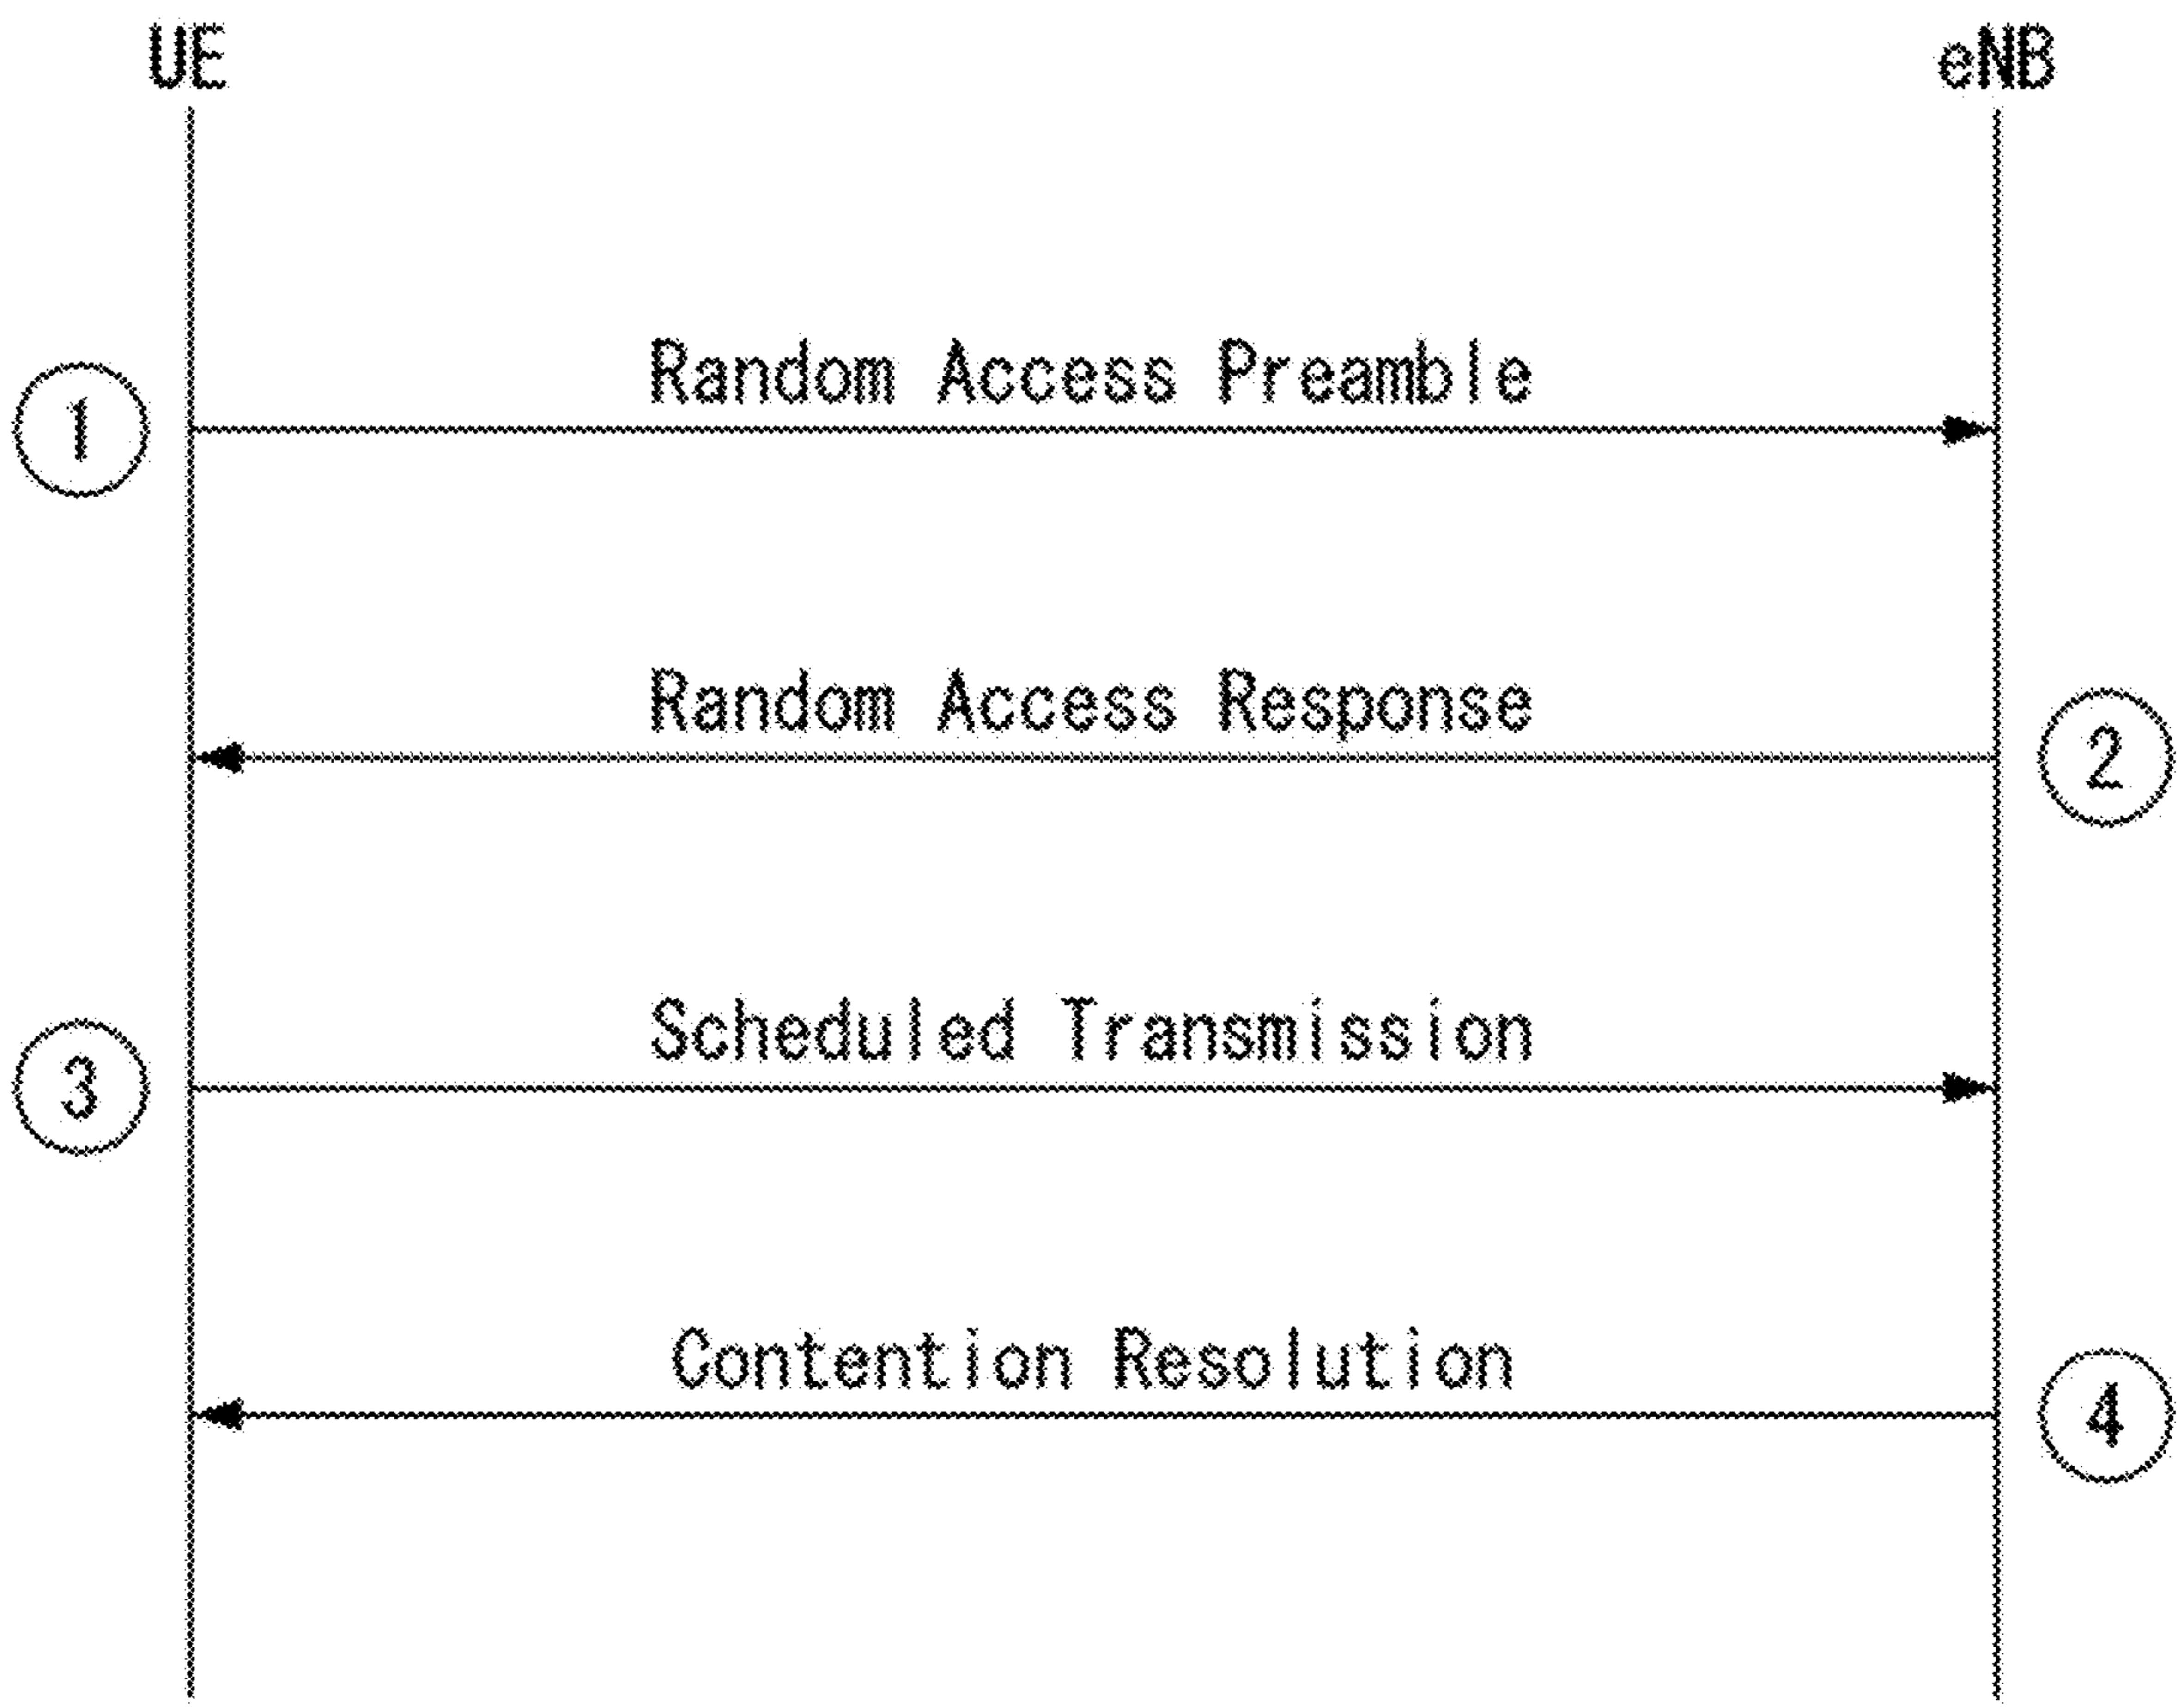 UE eNB
Random Access Preamble
1
Random Access Response
2
Scheduled Transmission
3
Contention Resolution
4